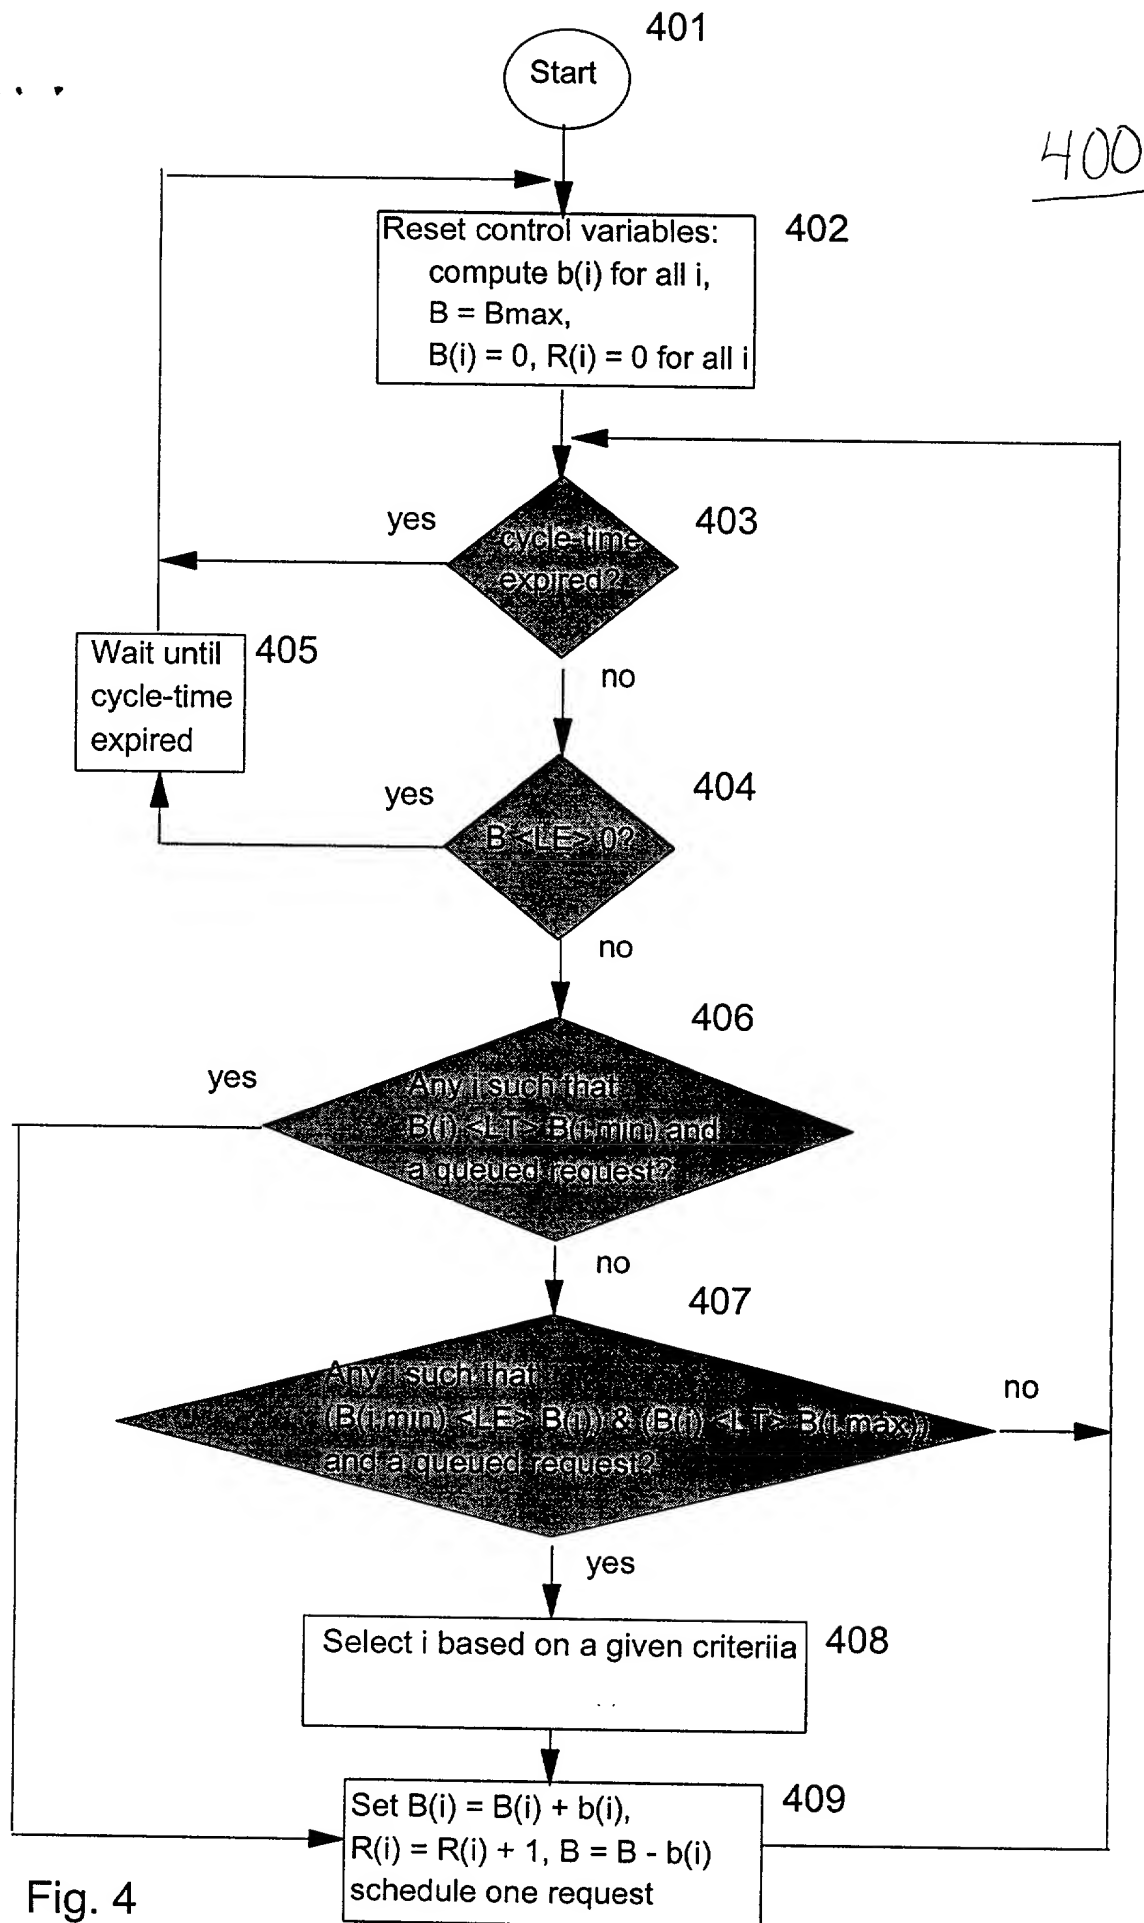 401
Start
400
402
Reset control variables:
compute b(i) for all i,
B = Bmax,
B(i) = 0, R(i) = 0 for all i
403
yes
cycle-time
expired?
no
405
Wait until
cycle-time
expired
404
yes
B <LE> 0?
no
406
yes
Any i such that
B(i) <LT> B(i.min) and
a queued request?
no
407
Any i such that
(B(i.min) <LE> B(i)) & (B(i) <LT> B(i.max))
and a queued request?
no
yes
Select i based on a given criteriia
408
409
Set B(i) = B(i) + b(i),
R(i) = R(i) + 1, B = B - b(i)
schedule one request
Fig. 4